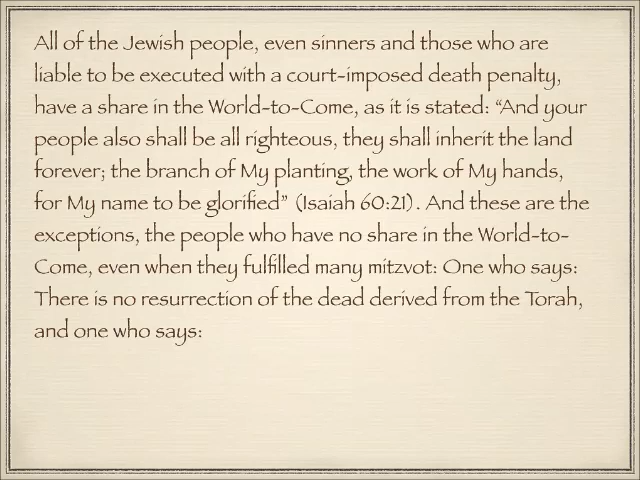 All of the Jewish people, even sinners and those who are
liable to be executed with a court-imposed death penalty,
have a share in the World-to-Come, as it is stated: “And your
people also shall be all righteous, they shall inherit the land
forever; the branch of My planting, the work of My hands,
for My name to be glorified” (Isaiah 60:21). And these are the
exceptions, the people who have no share in the World-to-
Come, even when they fulfilled many mitzvot: One who says:
There is no resurrection of the dead derived from the Torah,
and one who says: